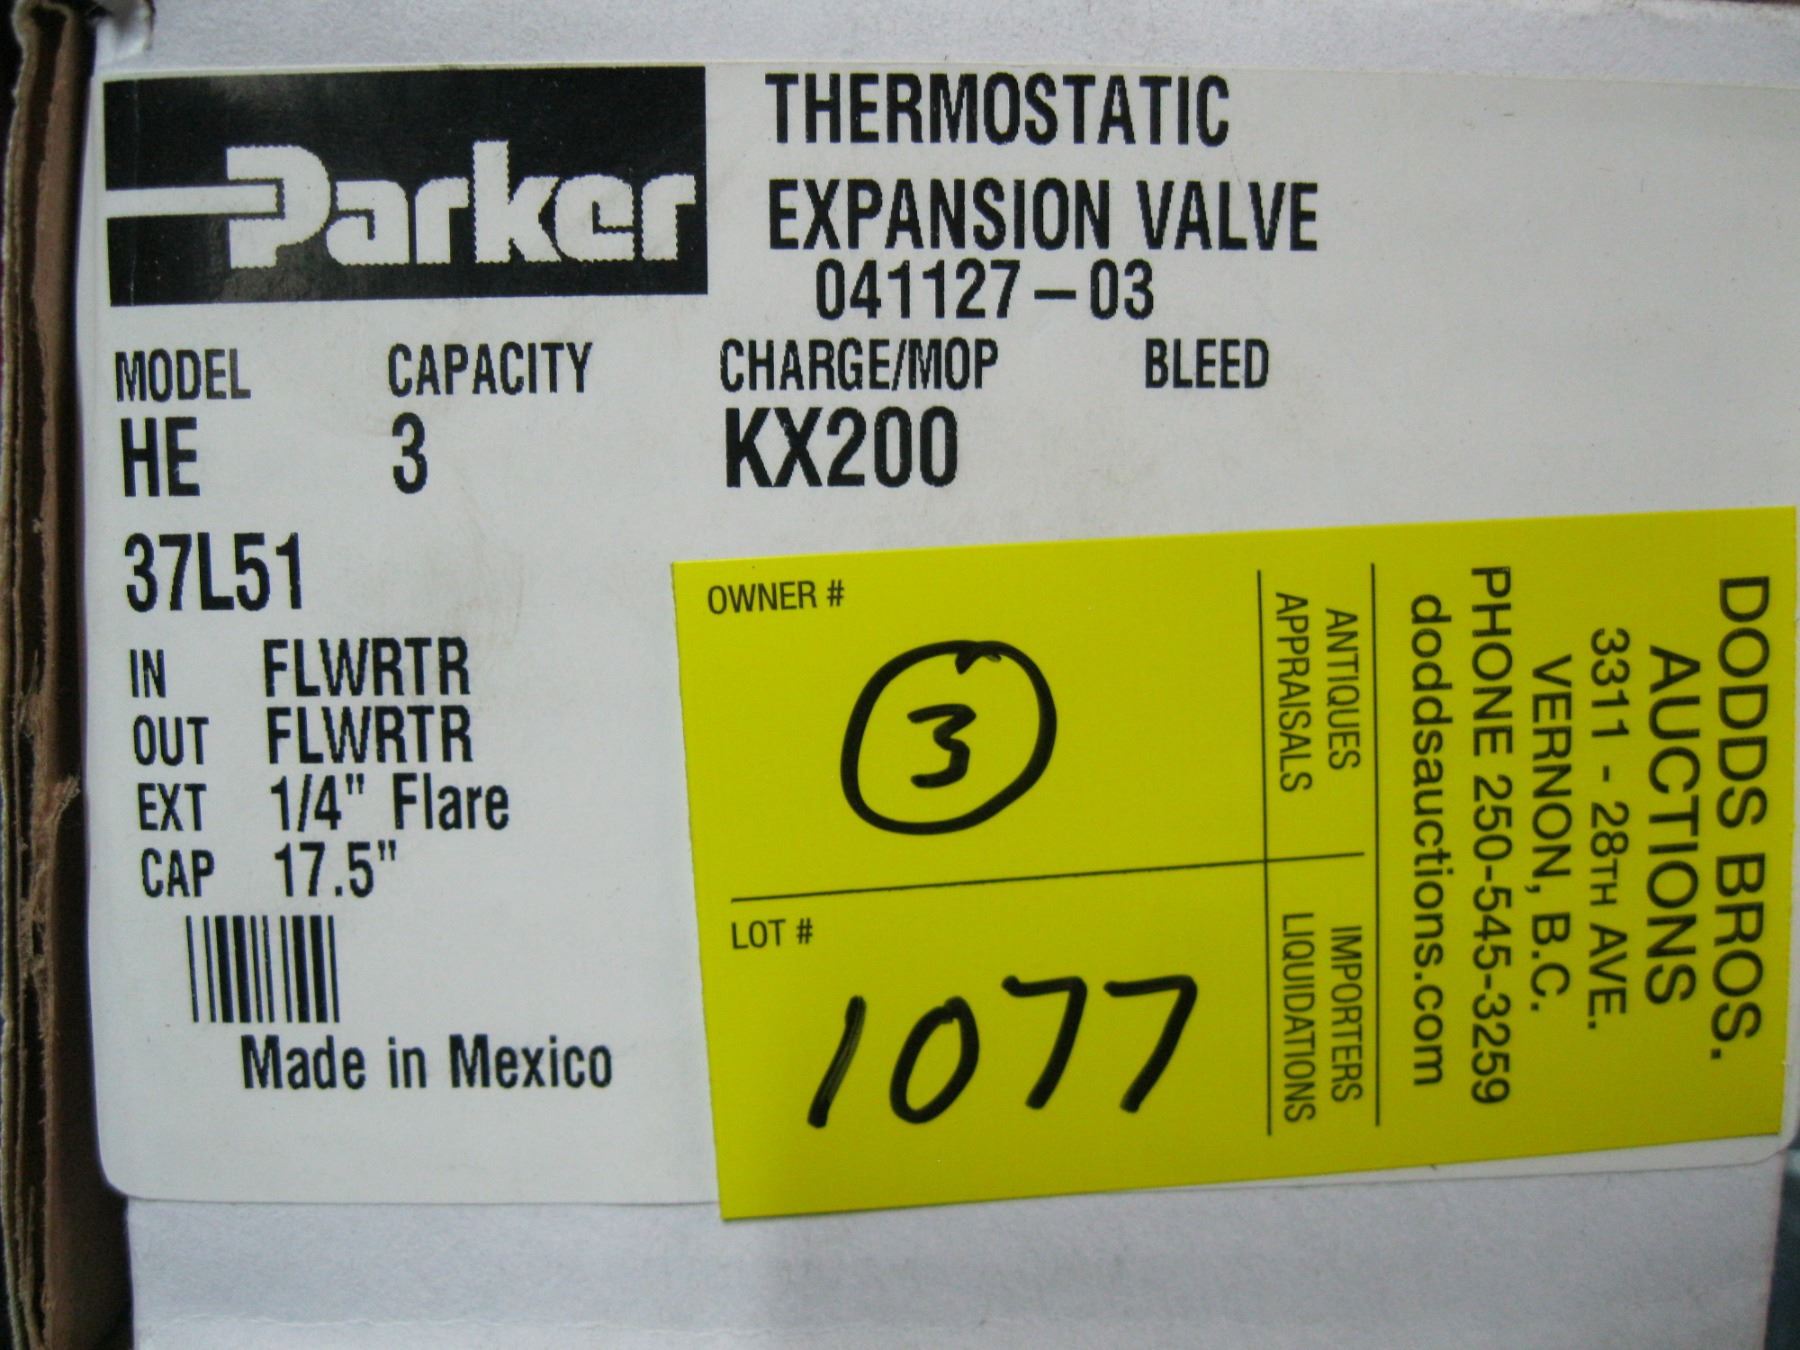 Parker
THERMOSTATIC
EXPANSION VALVE
041127-03
MODEL CAPACITY CHARGE/MOP BLEED
HE 3 KX200
37L51
IN FLWRTR
OUT FLWRTR
EXT 1/4" Flare
CAP 17.5"
Made in Mexico
OWNER #
3
LOT #
1077
DODDS BROS.
AUCTIONS
3311 - 28TH AVE.
VERNON, B.C.
PHONE 250-545-3259
doddsauctions.com
ANTIQUES IMPORTERS
APPRAISALS LIQUIDATIONS